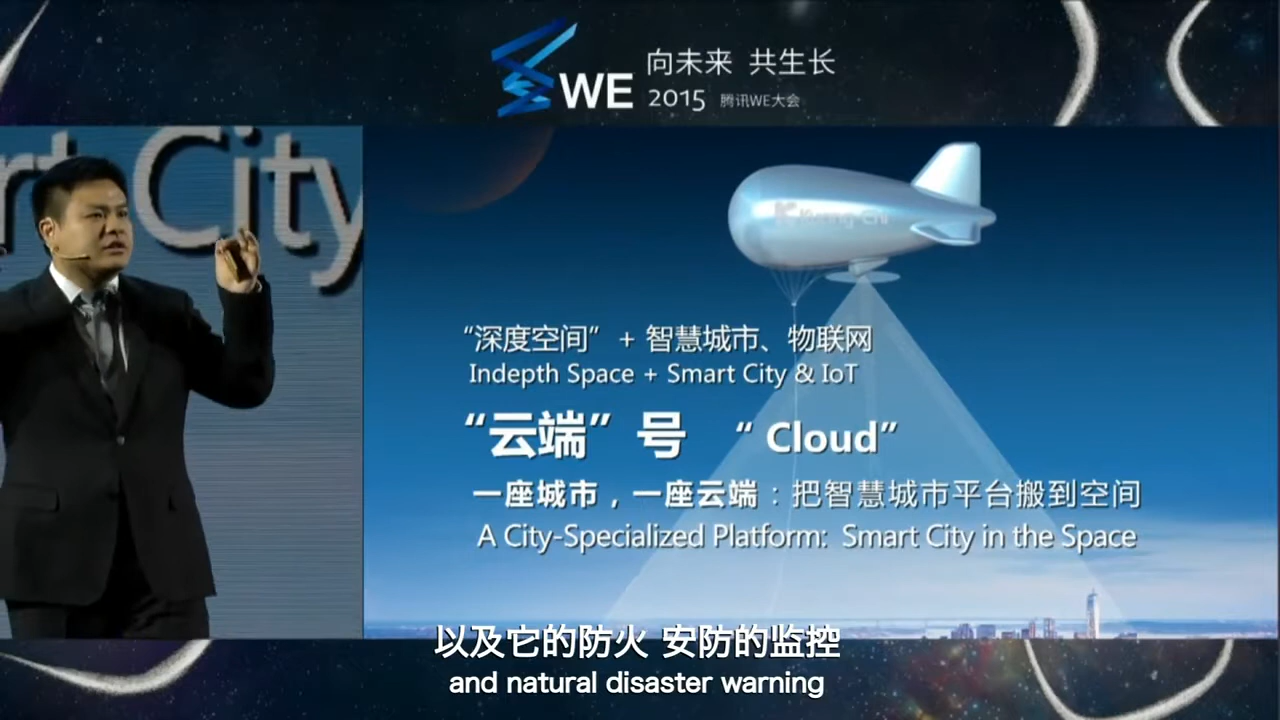 WE
向未来 共生长
2015 腾讯WE大会
rt City
“深度空间” + 智慧城市、物联网
Indepth Space + Smart City & IoT
“云端” 号 “ Cloud”
一座城市，一座云端：把智慧城市平台搬到空间
A City-Specialized Platform: Smart City in the Space
以及它的防火 安防的监控
and natural disaster warning